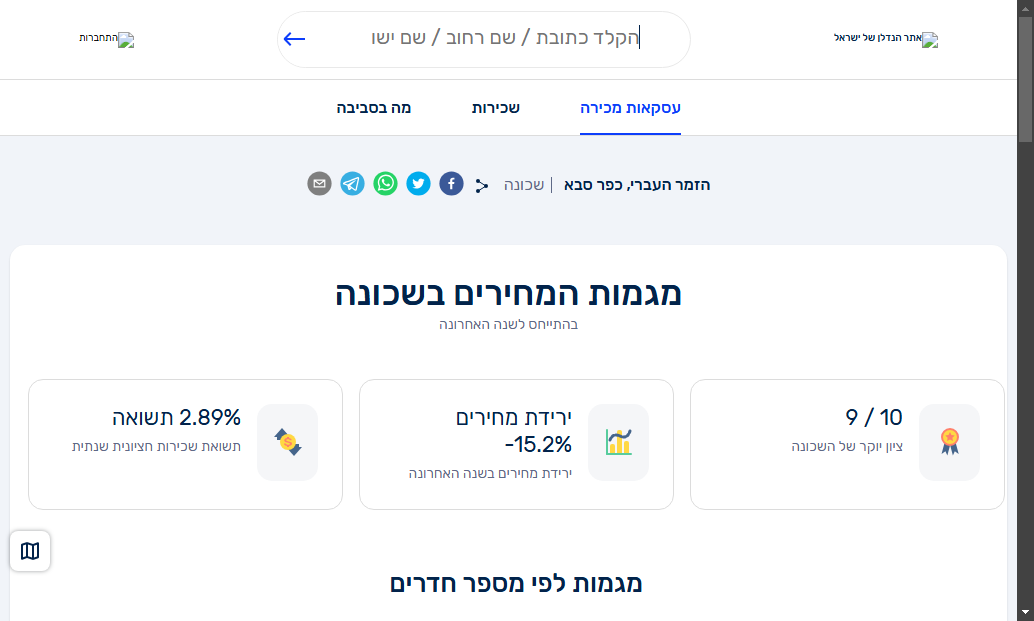 אתר הנדלן של ישראל
הקלד כתובת / שם רחוב / שם ישו
התחברות
עסקאות מכירה
שכירות
מה בסביבה
הזמר העברי, כפר סבא | שכונה
מגמות המחירים בשכונה
בהתייחס לשנה האחרונה
9 / 10
ציון יוקר של השכונה
ירידת מחירים
-15.2%
ירידת מחירים בשנה האחרונה
2.89% תשואה
תשואת שכירות חציונית שנתית
מגמות לפי מספר חדרים